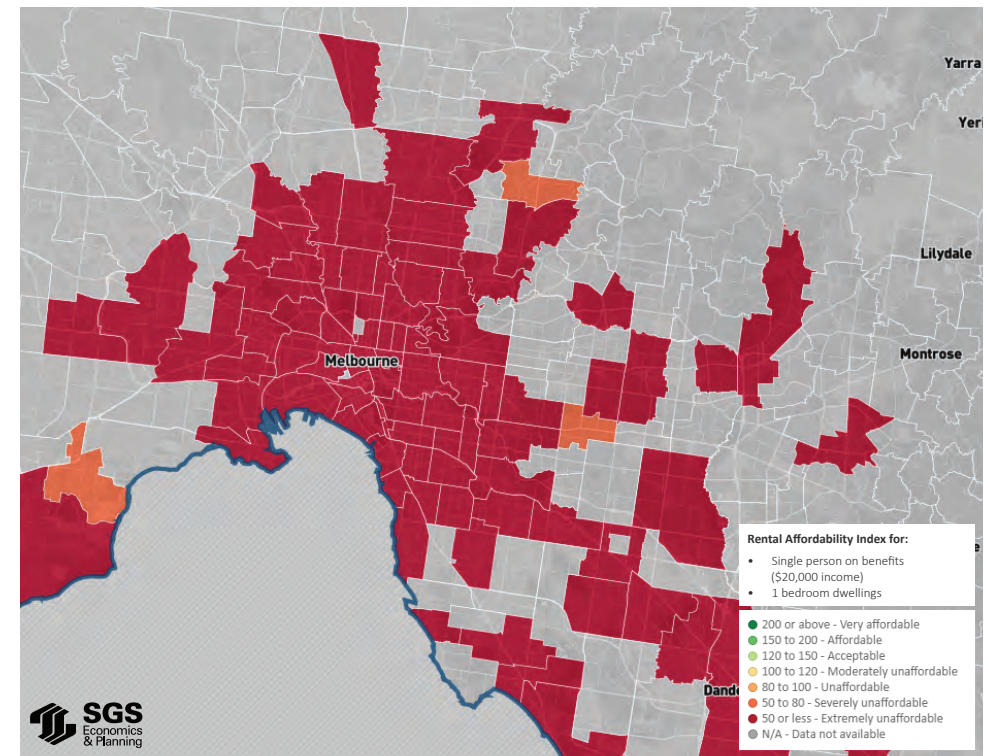 Yarra
Yeri
Lilydale
Melbourne
Montrose
Rental Affordability Index for:
• Single person on benefits
($20,000 income)
• 1 bedroom dwellings
e
200 or above - Very affordable
150 to 200 - Affordable
120 to 150 - Acceptable
100 to 120 - Moderately unaffordable
80 to 100 - Unaffordable
50 to 80 - Severely unaffordable
50 or less - Extremely unaffordable
N/A - Data not available
Dande
SGS
Economics
& Planning